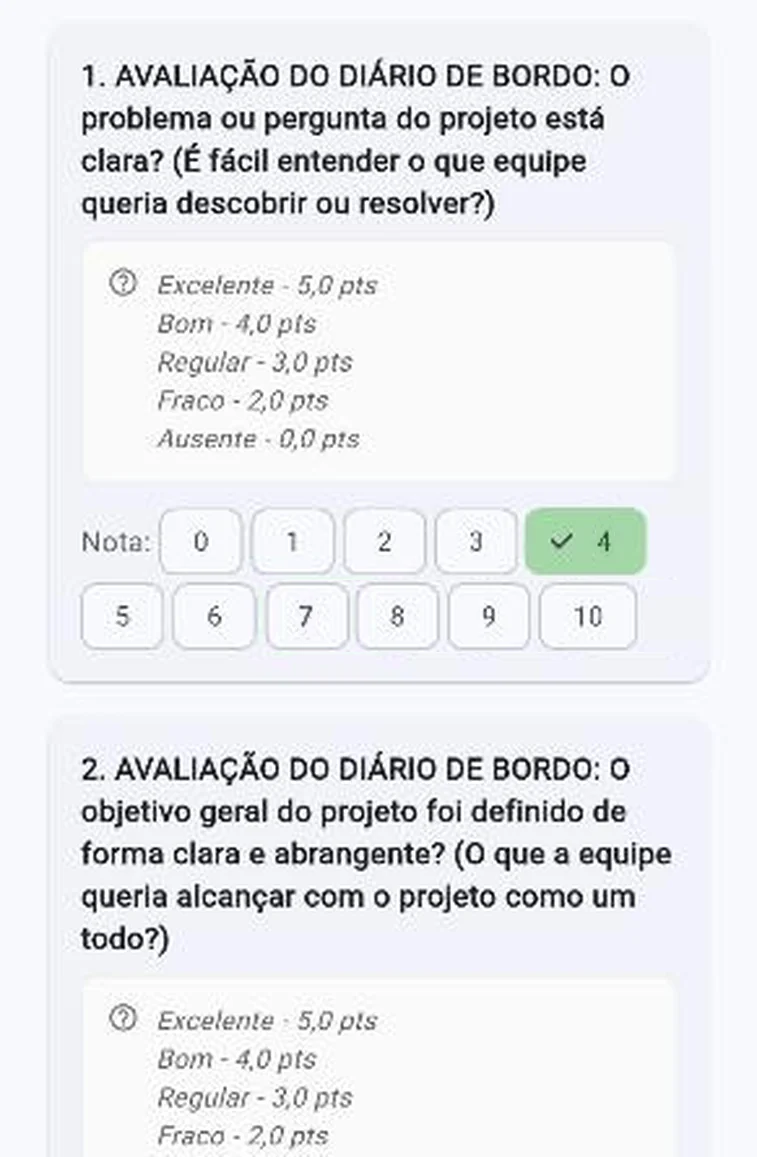 1. AVALIAÇÃO DO DIÁRIO DE BORDO: O
problema ou pergunta do projeto está
clara? (É fácil entender o que equipe
queria descobrir ou resolver?)
Excelente - 5,0 pts
Bom - 4,0 pts
Regular - 3,0 pts
Fraco - 2,0 pts
Ausente - 0,0 pts
Nota: 0 1 2 3 4
5 6 7 8 9 10
2. AVALIAÇÃO DO DIÁRIO DE BORDO: O
objetivo geral do projeto foi definido de
forma clara e abrangente? (O que a equipe
queria alcançar com o projeto como um
todo?)
Excelente - 5,0 pts
Bom - 4,0 pts
Regular - 3,0 pts
Fraco - 2,0 pts